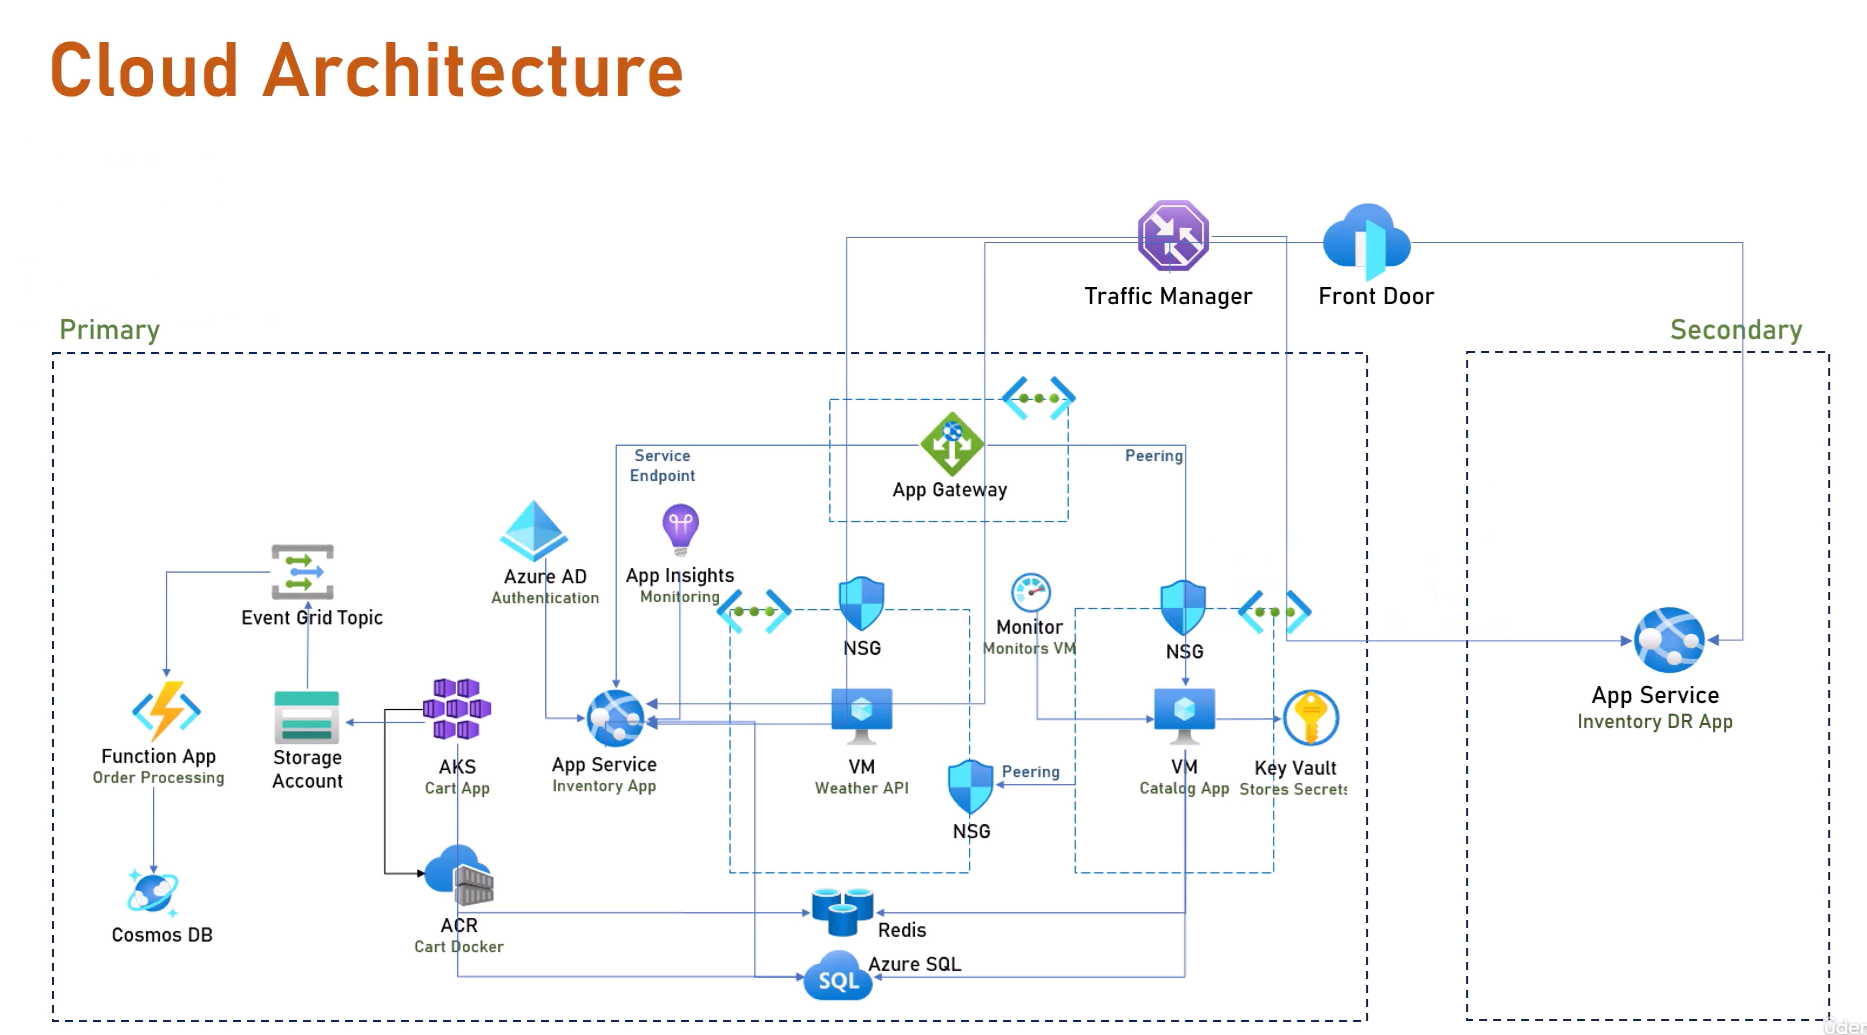 Cloud Architecture
Traffic Manager
Front Door
Primary
Secondary
Service
Endpoint
Peering
App Gateway
Azure AD
Authentication
App Insights
Monitoring
Event Grid Topic
NSG
Monitor
Monitors VM
NSG
App Service
Inventory DR App
Function App
Order Processing
Storage
Account
AKS
Cart App
App Service
Inventory App
VM
Weather API
Peering
NSG
VM
Catalog App
Key Vault
Stores Secrets
Cosmos DB
ACR
Cart Docker
Redis
Azure SQL
SQL